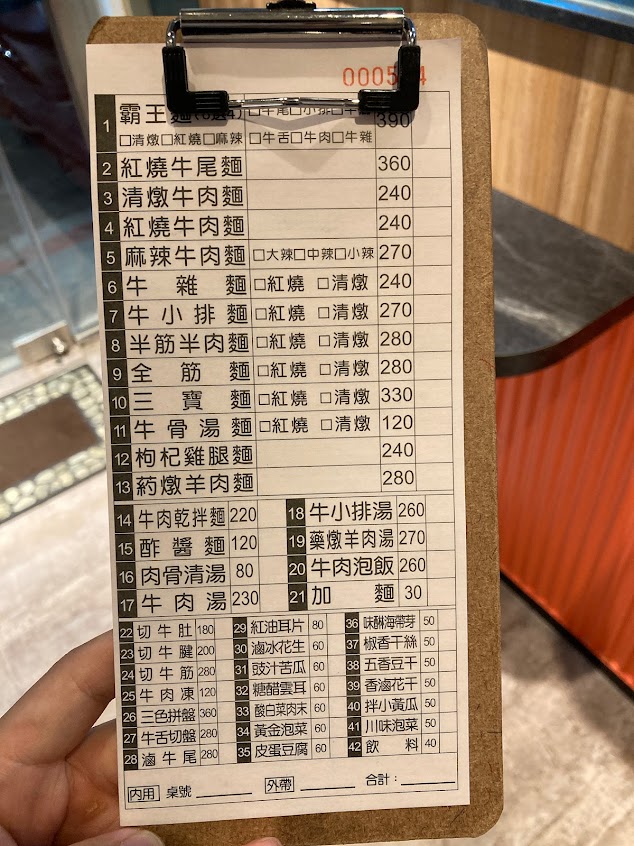 霸王麵 □牛尾□小排□牛
□清燉□紅燒□麻辣 □牛舌□牛肉□牛雜
1 390
2 紅燒牛尾麵 360
3 清燉牛肉麵 240
4 紅燒牛肉麵 240
5 麻辣牛肉麵 □大辣□中辣□小辣 270
6 牛雜麵 □紅燒 □清燉 240
7 牛小排麵 □紅燒 □清燉 270
8 半筋半肉麵 □紅燒 □清燉 280
9 全筋麵 □紅燒 □清燉 280
10 三寶麵 □紅燒 □清燉 330
11 牛骨湯麵 □紅燒 □清燉 120
12 枸杞雞腿麵 240
13 葯燉羊肉麵 280
14 牛肉乾拌麵 220 18 牛小排湯 260
15 酢醬麵 120 19 藥燉羊肉湯 270
16 肉骨清湯 80 20 牛肉泡飯 260
17 牛肉湯 230 21 加麵 30
22 切牛肚 180 29 紅油耳片 80 36 味醂海帶芽 50
23 切牛腱 200 30 滷冰花生 60 37 椒香干絲 50
24 切牛筋 280 31 豉汁苦瓜 60 38 五香豆干 50
25 牛肉凍 120 32 糖醋雲耳 60 39 香滷花干 50
26 三色拼盤 360 33 酸白菜肉末 60 40 拌小黃瓜 50
27 牛舌切盤 280 34 黃金泡菜 60 41 川味泡菜 50
28 滷牛尾 280 35 皮蛋豆腐 60 42 飲料 40
內用 桌號 外帶 合計：